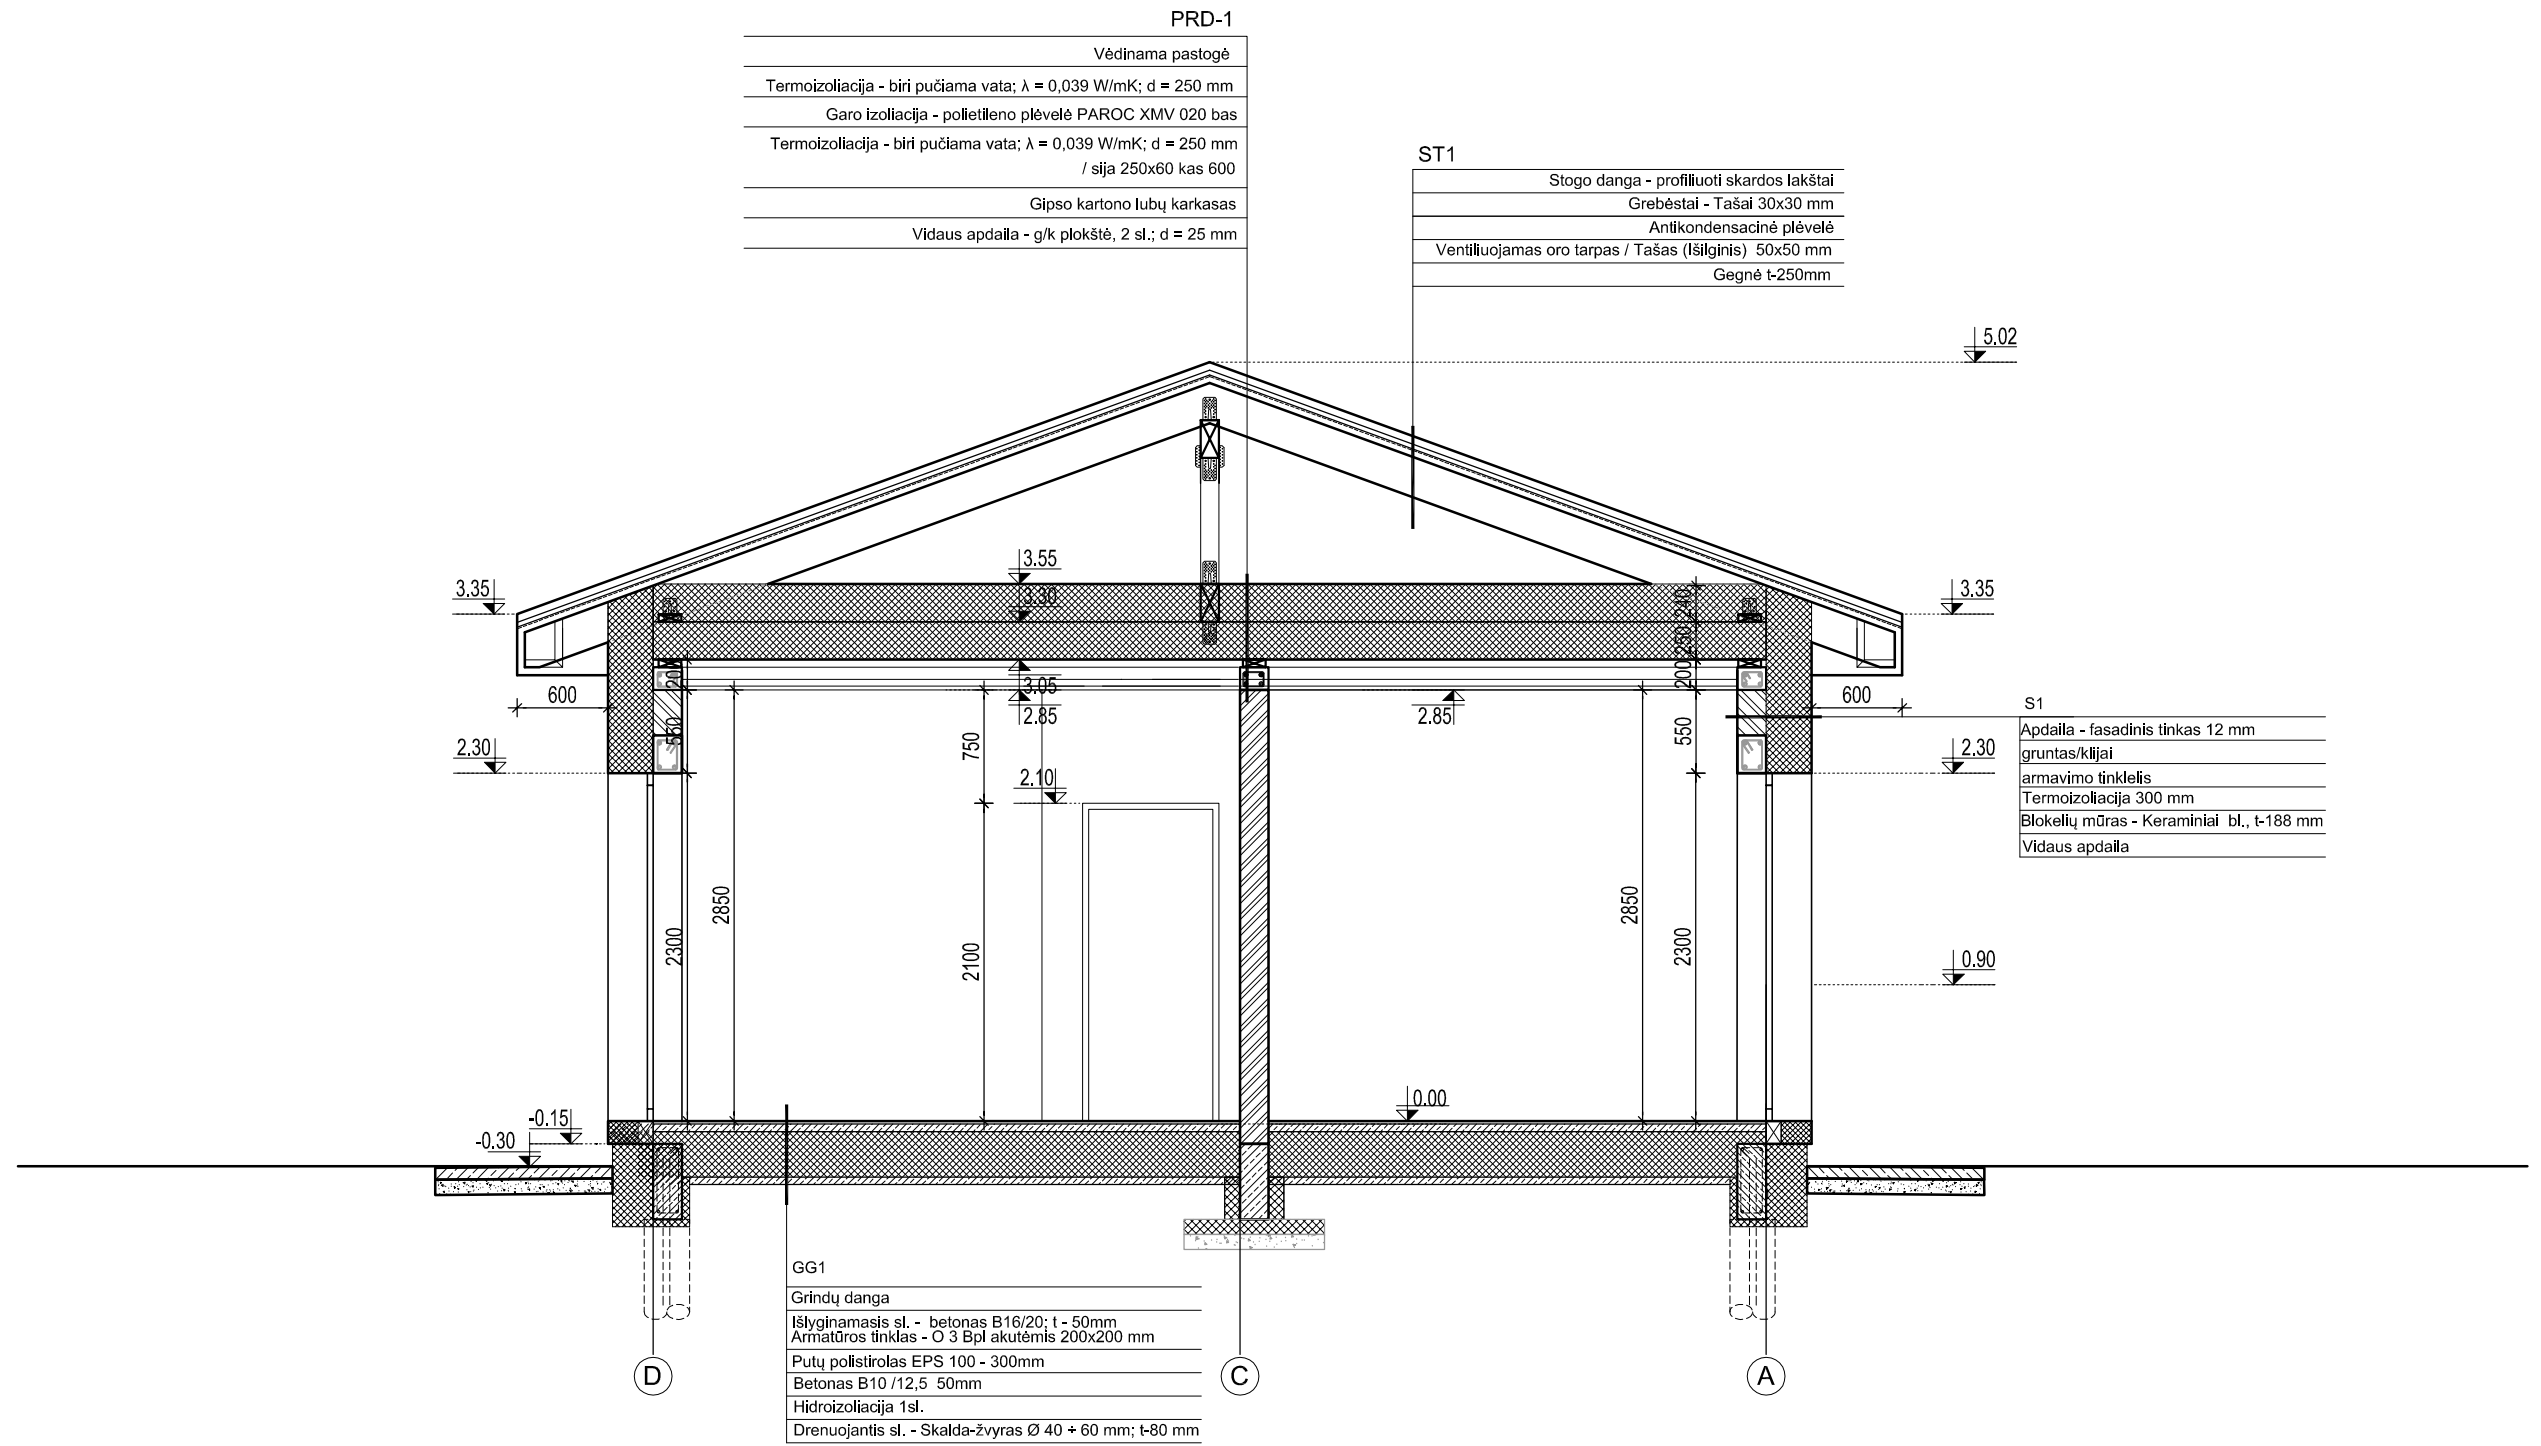 PRD-1
Vėdinama pastogė
Termoizoliacija - biri pučiama vata; λ = 0,039 W/mK; d = 250 mm
Garo izoliacija - polietileno plėvelė PAROC XMV 020 bas
Termoizoliacija - biri pučiama vata; λ = 0,039 W/mK; d = 250 mm
/ sija 250x60 kas 600
Gipso kartono lubų karkasas
Vidaus apdaila - g/k plokštė, 2 sl.; d = 25 mm
ST1
Stogo danga - profiliuoti skardos lakštai
Grebėstai - Tašai 30x30 mm
Antikondensacinė plėvelė
Ventiliuojamas oro tarpas / Tašas (Išilginis) 50x50 mm
Gegnė t-250mm
5.02
3.55
3.30
3.35
3.35
240
250
200
200
3.05
2.85
2.85
600
600
550
550
750
2.30
2.30
2.10
S1
Apdaila - fasadinis tinkas 12 mm
gruntas/klijai
armavimo tinklelis
Termoizoliacija 300 mm
Blokelių mūras - Keraminiai bl., t-188 mm
Vidaus apdaila
2300
2850
2100
2850
2300
0.90
0.00
-0.15
-0.30
GG1
Grindų danga
Išlyginamasis sl. - betonas B16/20; t - 50mm
Armatūros tinklas - O 3 Bpl akutėmis 200x200 mm
Putų polistirolas EPS 100 - 300mm
Betonas B10 /12,5 50mm
Hidroizoliacija 1sl.
Drenuojantis sl. - Skalda-žvyras Ø 40 ÷ 60 mm; t-80 mm
D
C
A